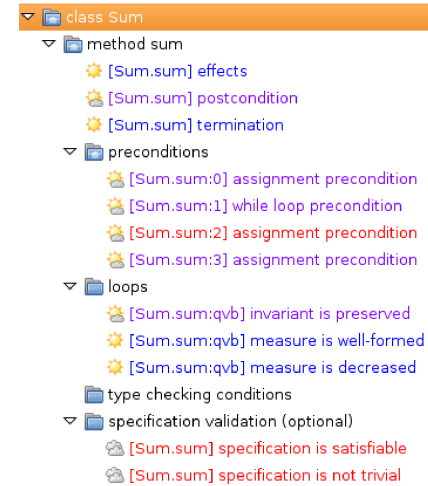 class Sum
method sum
[Sum.sum] effects
[Sum.sum] postcondition
[Sum.sum] termination
preconditions
[Sum.sum:0] assignment precondition
[Sum.sum:1] while loop precondition
[Sum.sum:2] assignment precondition
[Sum.sum:3] assignment precondition
loops
[Sum.sum:qvb] invariant is preserved
[Sum.sum:qvb] measure is well-formed
[Sum.sum:qvb] measure is decreased
type checking conditions
specification validation (optional)
[Sum.sum] specification is satisfiable
[Sum.sum] specification is not trivial